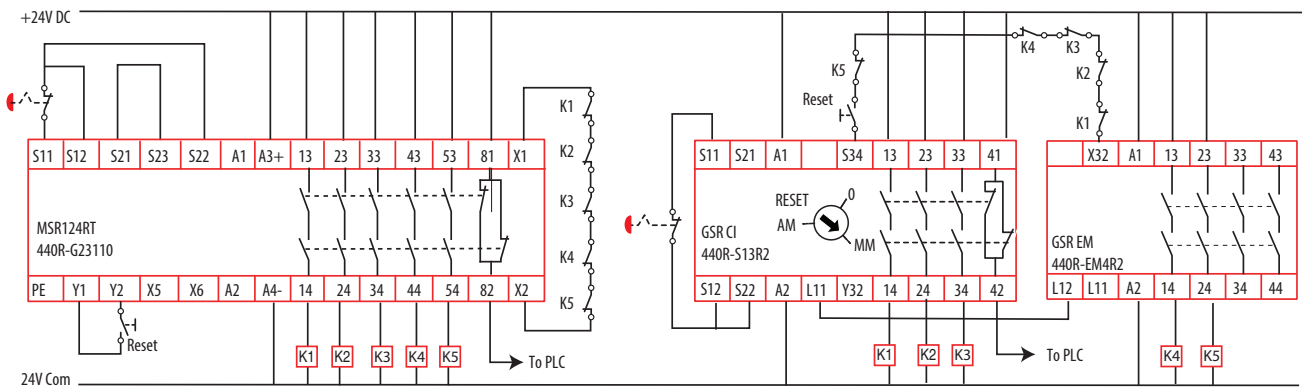 +24V DC
K4 K3
K5 K2
Reset
K1 K1
S11 S12 S21 S23 S22 A1 A3+ 13 23 33 43 53 81 X1
K2
K3
K4
K5
MSR124RT
440R-G23110
PE Y1 Y2 X5 X6 A2 A4- 14 24 34 44 54 82 X2
Reset
K1 K2 K3 K4 K5
To PLC
S11 S21 A1 S34 13 23 33 41
RESET
0
AM
MM
GSR CI
440R-S13R2
S12 S22 A2 L11 Y32 14 24 34 42
K1 K2 K3
To PLC
X32 A1 13 23 33 43
GSR EM
440R-EM4R2
L12 L11 A2 14 24 34 44
K4 K5
24V Com